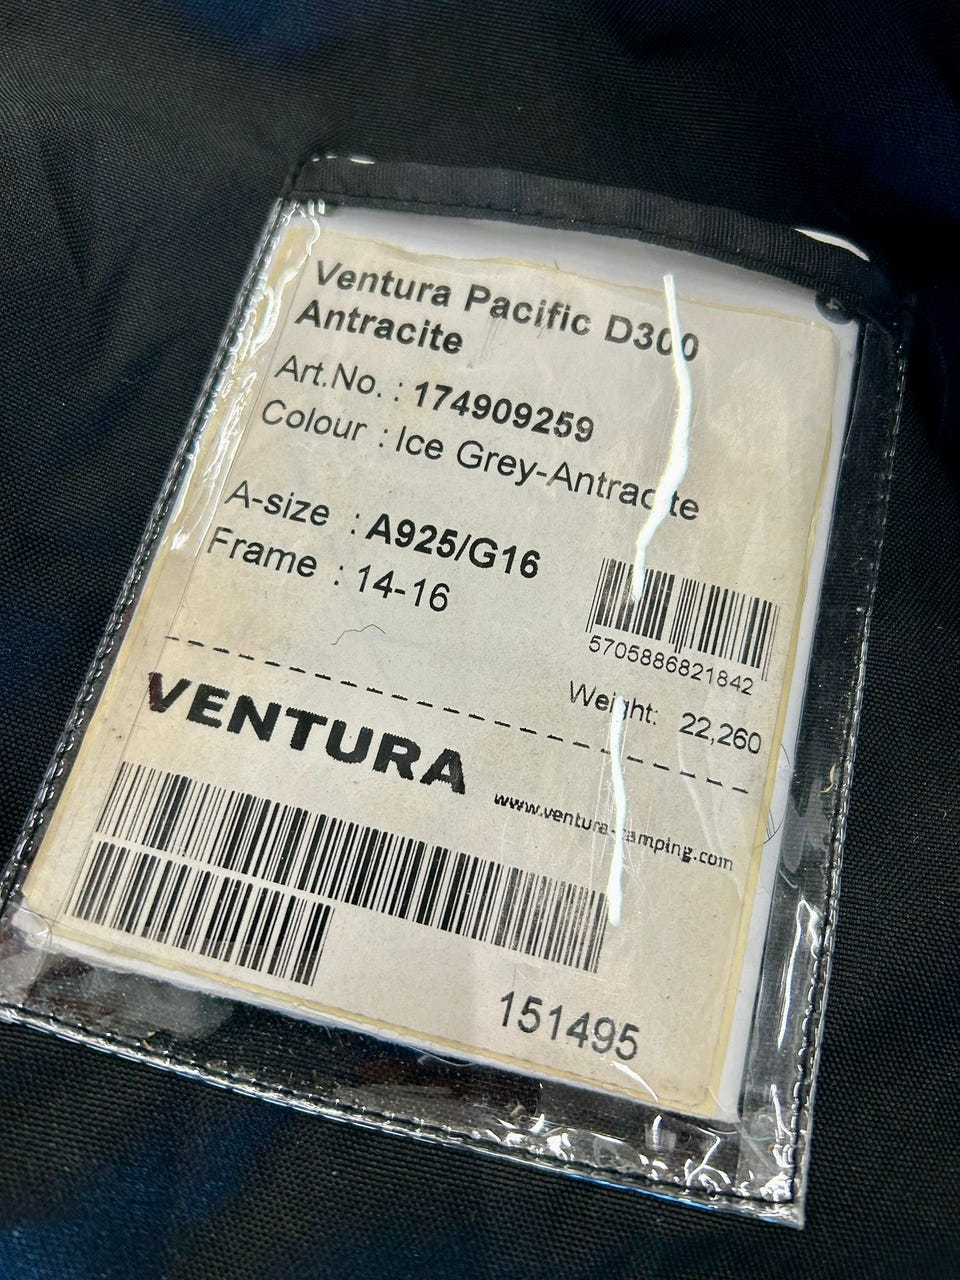 Ventura Pacific D300
Antracite
Art.No. : 174909259
Colour : Ice Grey-Antracite
A-size : A925/G16
Frame : 14-16
5705886821842
Weight: 22,260
VENTURA
www.ventura-camping.com
151495